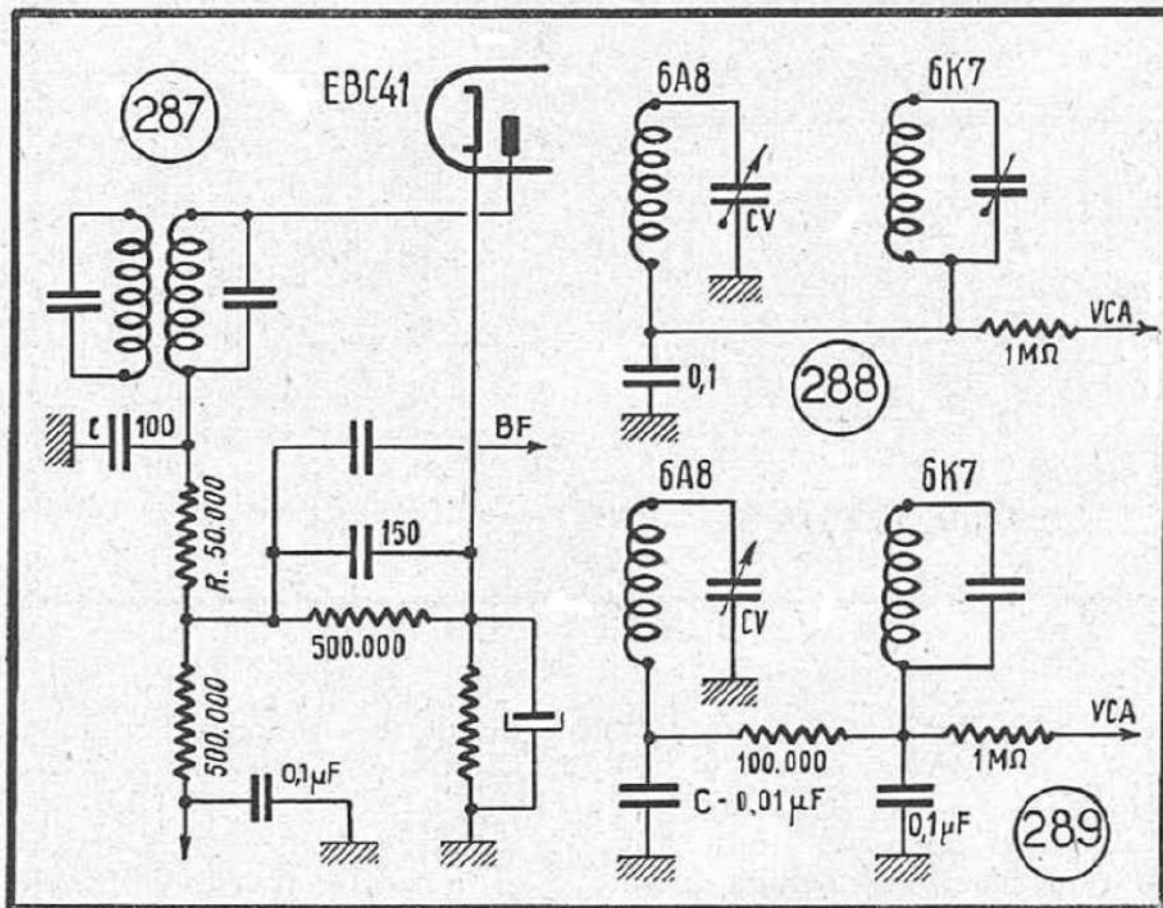 287
EBC41
C
100
R. 50.000
BF
150
500.000
500.000
0,1µF
6A8
6K7
CV
VCA
1MΩ
0,1
288
6A8
6K7
CV
VCA
100.000
1MΩ
C - 0,01µF
0,1µF
289